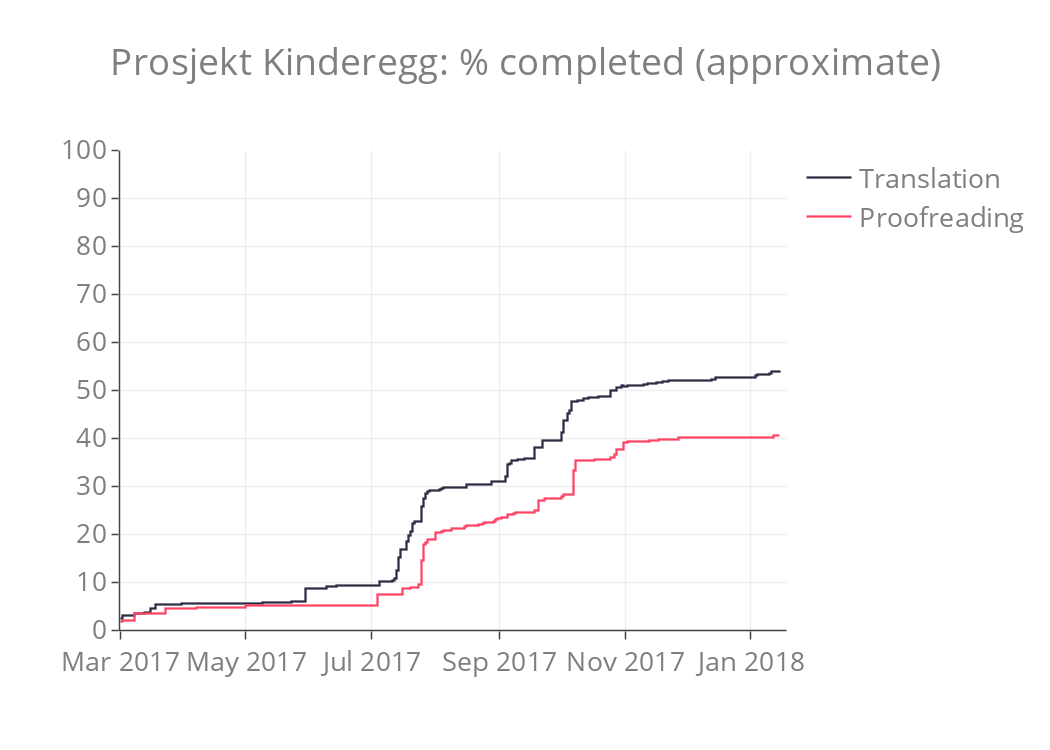 Prosjekt Kinderegg: % completed (approximate)
100
90
80
70
60
50
40
30
20
10
0
Mar 2017 May 2017 Jul 2017 Sep 2017 Nov 2017 Jan 2018
Translation
Proofreading